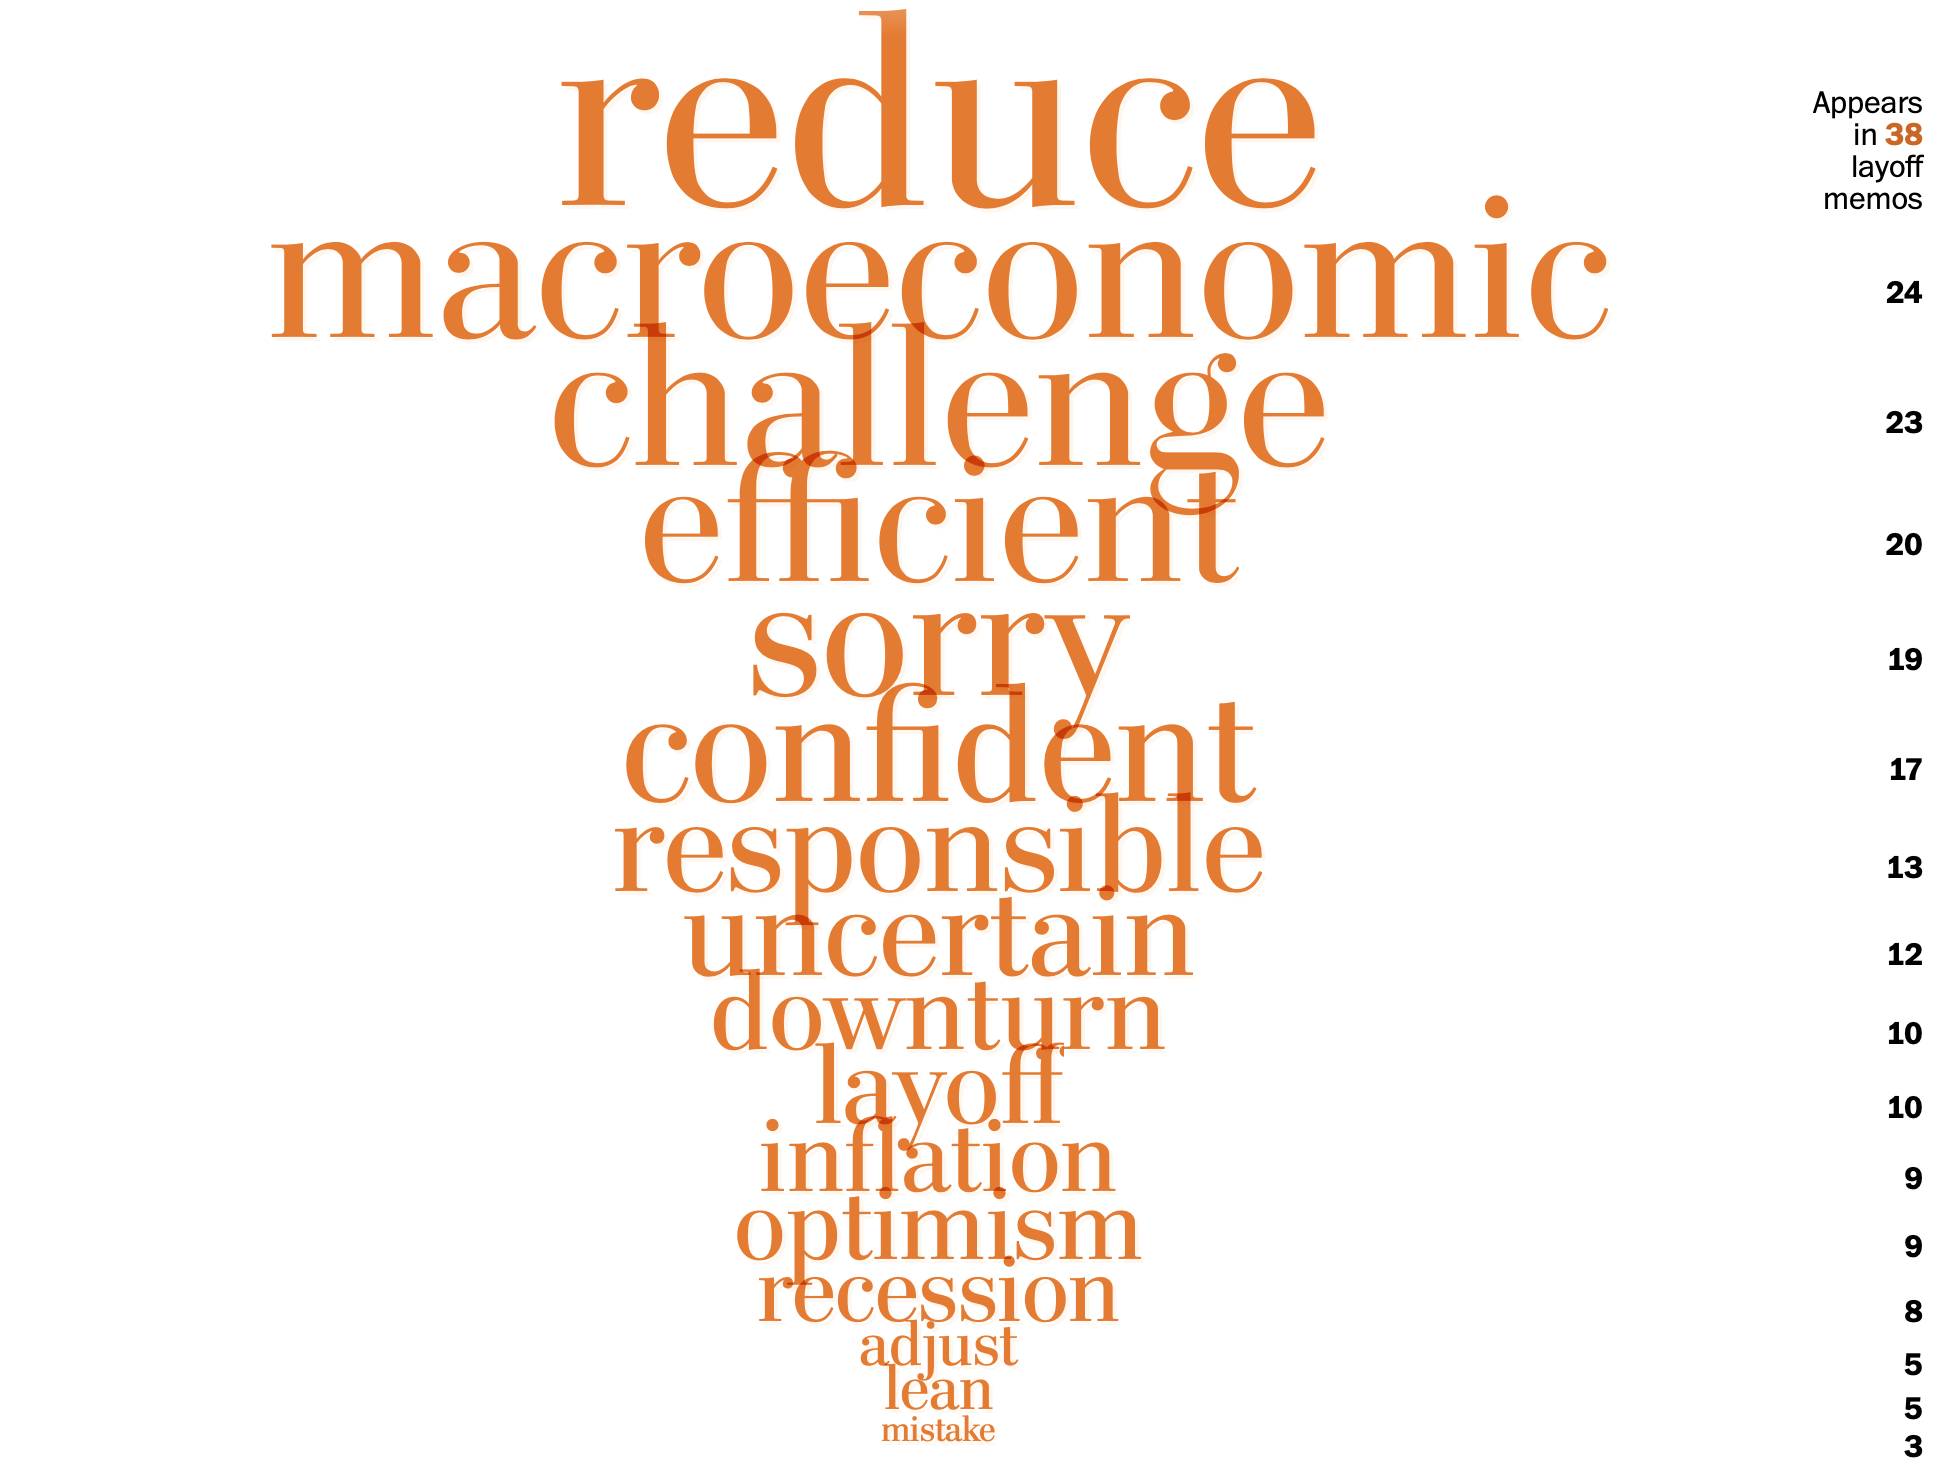 reduce
Appears
in 38
layoff
memos
macroeconomic 24
challenge 23
efficient 20
sorry 19
confident 17
responsible 13
uncertain 12
downturn 10
layoff 10
inflation 9
optimism 9
recession 8
adjust 5
lean 5
mistake 3